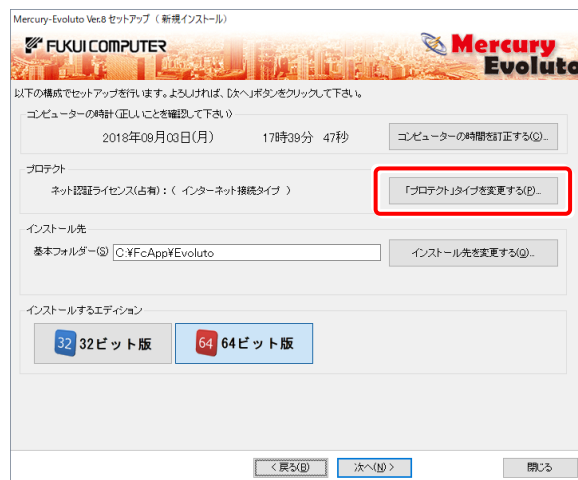 Mercury-Evoluto Ver.8 セットアップ（ 新規インストール）
FUKUI COMPUTER
Mercury
Evoluto
以下の構成でセットアップを行います。よろしければ、[次へ]ボタンをクリックして下さい。
コンピューターの時計（正しいことを確認して下さい）
2018年09月03日(月) 17時39分 47秒
コンピューターの時間を訂正する(C)...
プロテクト
ネット認証ライセンス(占有)：（ インターネット接続タイプ ）
「プロテクト」タイプを変更する(P)...
インストール先
基本フォルダー(S) C:¥FcApp¥Evoluto
インストール先を変更する(Q)...
インストールするエディション
32 32ビット版
64 64ビット版
< 戻る(B)
次へ(N) >
閉じる